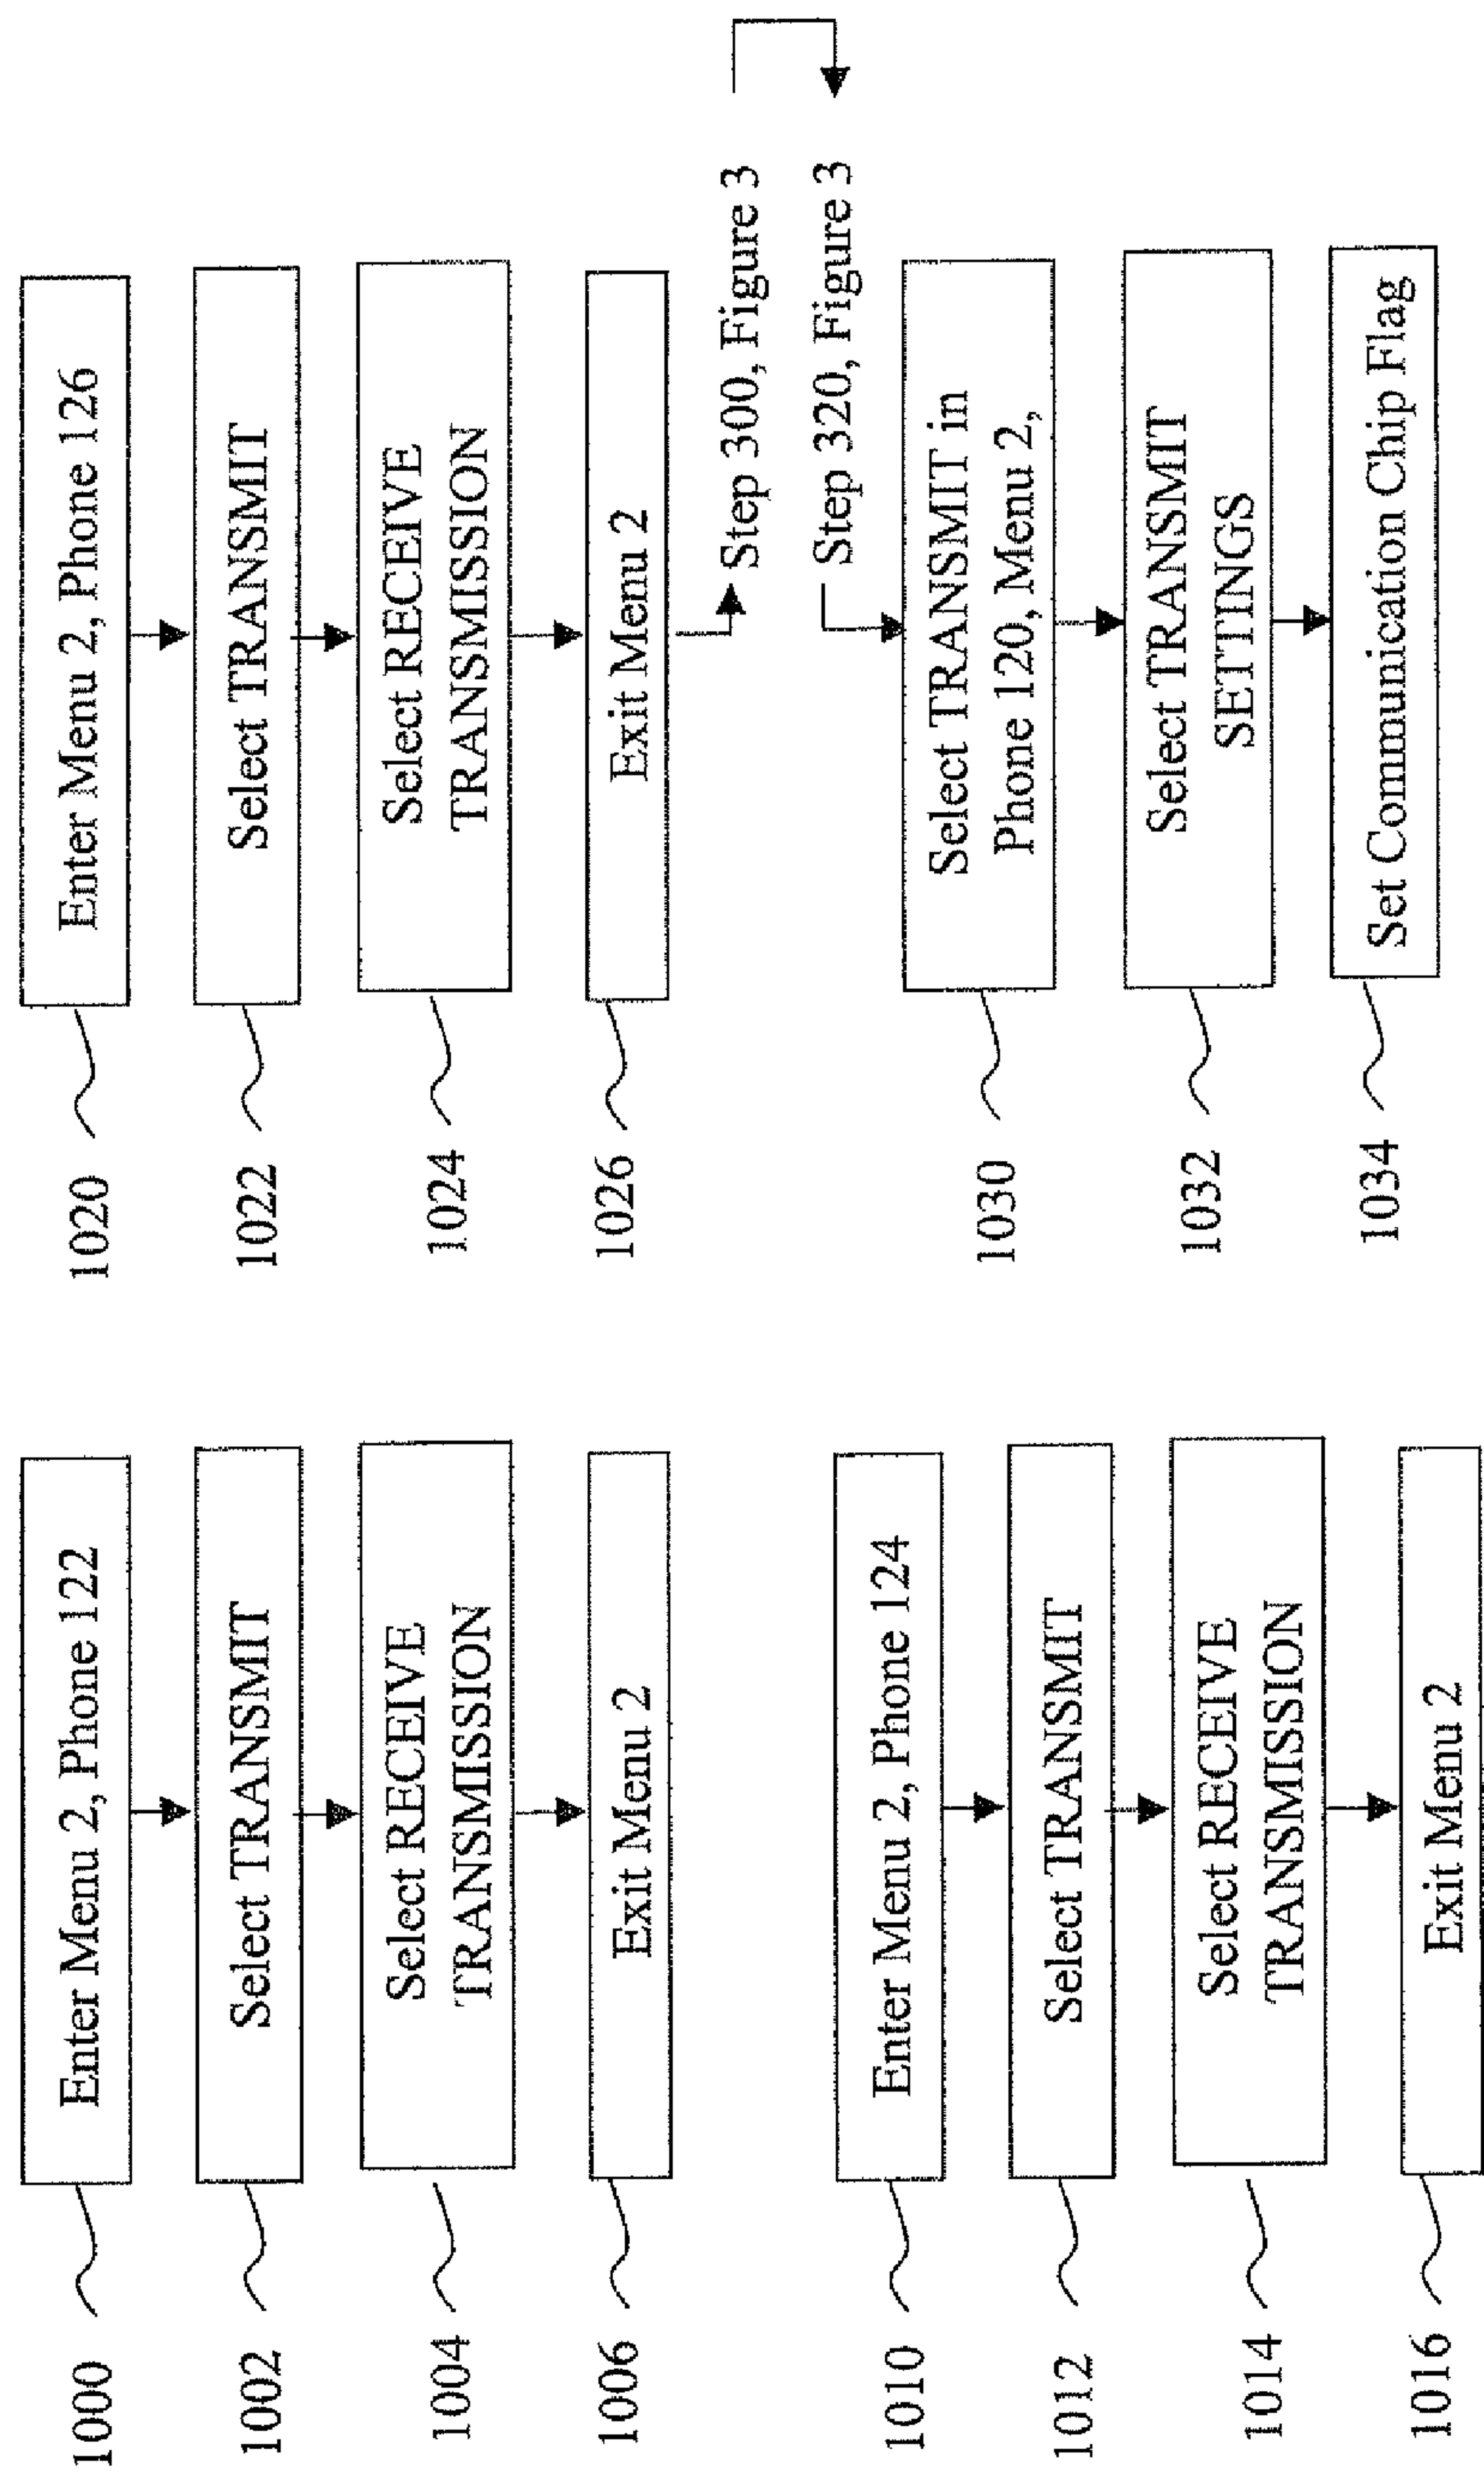 1000
Enter Menu 2, Phone 122
1002
Select TRANSMIT
1004
Select RECEIVE
TRANSMISSION
1006
Exit Menu 2
1010
Enter Menu 2, Phone 124
1012
Select TRANSMIT
1014
Select RECEIVE
TRANSMISSION
1016
Exit Menu 2
1020
Enter Menu 2, Phone 126
1022
Select TRANSMIT
1024
Select RECEIVE
TRANSMISSION
1026
Exit Menu 2
Step 300, Figure 3
Step 320, Figure 3
1030
Select TRANSMIT in
Phone 120, Menu 2,
1032
Select TRANSMIT
SETTINGS
1034
Set Communication Chip Flag